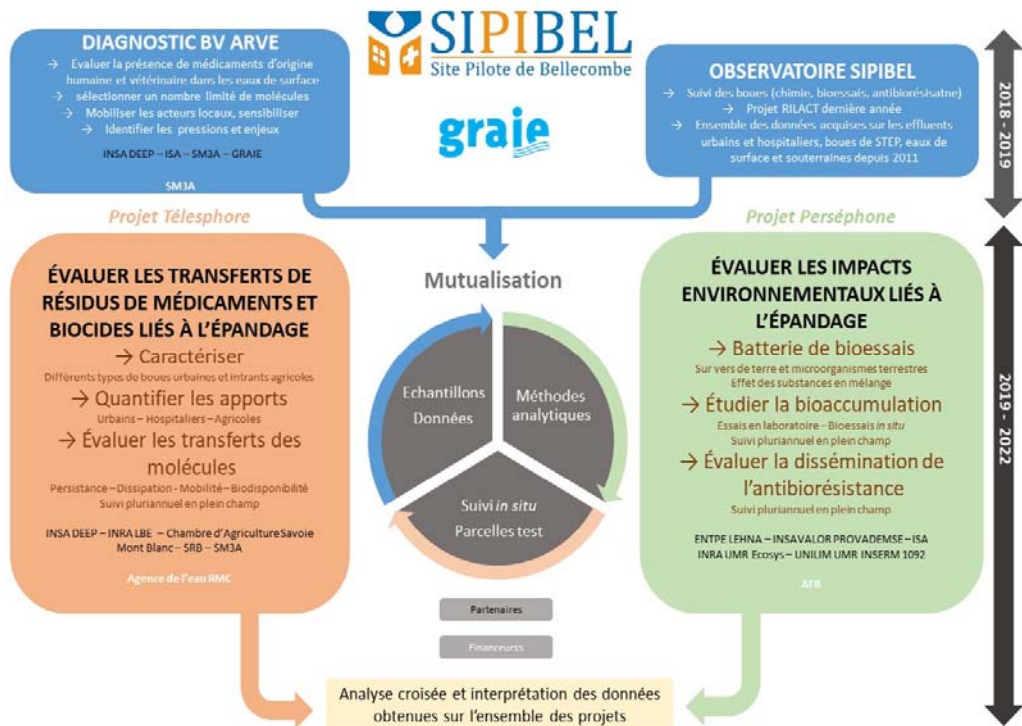 SIPIBEL
Site Pilote de Bellecombe
graie
DIAGNOSTIC BV ARVE
→ Evaluer la présence de médicaments d'origine
humaine et vétérinaire dans les eaux de surface
→ sélectionner un nombre limité de molécules
→ Mobiliser les acteurs locaux, sensibiliser
→ Identifier les pressions et enjeux
INSA DEEP – ISA – SM3A – GRAIE
SM3A
OBSERVATOIRE SIPIBEL
→ Suivi des boues (chimie, bioessais, antibiorésisatne)
→ Projet RILACT dernière année
→ Ensemble des données acquises sur les effluents
urbains et hospitaliers, boues de STEP, eaux de
surface et souterraines depuis 2011
2018 - 2019
Projet Télesphore
ÉVALUER LES TRANSFERTS DE
RÉSIDUS DE MÉDICAMENTS ET
BIOCIDES LIÉS À L'ÉPANDAGE
→ Caractériser
Différents types de boues urbaines et intrants agricoles
→ Quantifier les apports
Urbains – Hospitaliers – Agricoles
→ Évaluer les transferts des
molécules
Persistance – Dissipation - Mobilité – Biodisponibilité
Suivi pluriannuel en plein champ
INSA DEEP – INRA LBE – Chambre d'Agriculture Savoie
Mont Blanc – SRB – SM3A
Agence de l'eau RMC
Mutualisation
Echantillons
Données
Méthodes
analytiques
Suivi in situ
Parcelles test
Partenaires
Financeurss
Projet Perséphone
ÉVALUER LES IMPACTS
ENVIRONNEMENTAUX LIÉS À
L'ÉPANDAGE
→ Batterie de bioessais
Sur vers de terre et microorganismes terrestres
Effet des substances en mélange
→ Étudier la bioaccumulation
Essais en laboratoire – Bioessais in situ
Suivi pluriannuel en plein champ
→ Évaluer la dissémination de
l'antibiorésistance
Suivi pluriannuel en plein champ
ENTPE LEHNA – INSAVALOR PROVADEMSE – ISA
INRA UMR Ecosys – UNILIM UMR INSERM 1092
AFB
2019 - 2022
Analyse croisée et interprétation des données
obtenues sur l'ensemble des projets